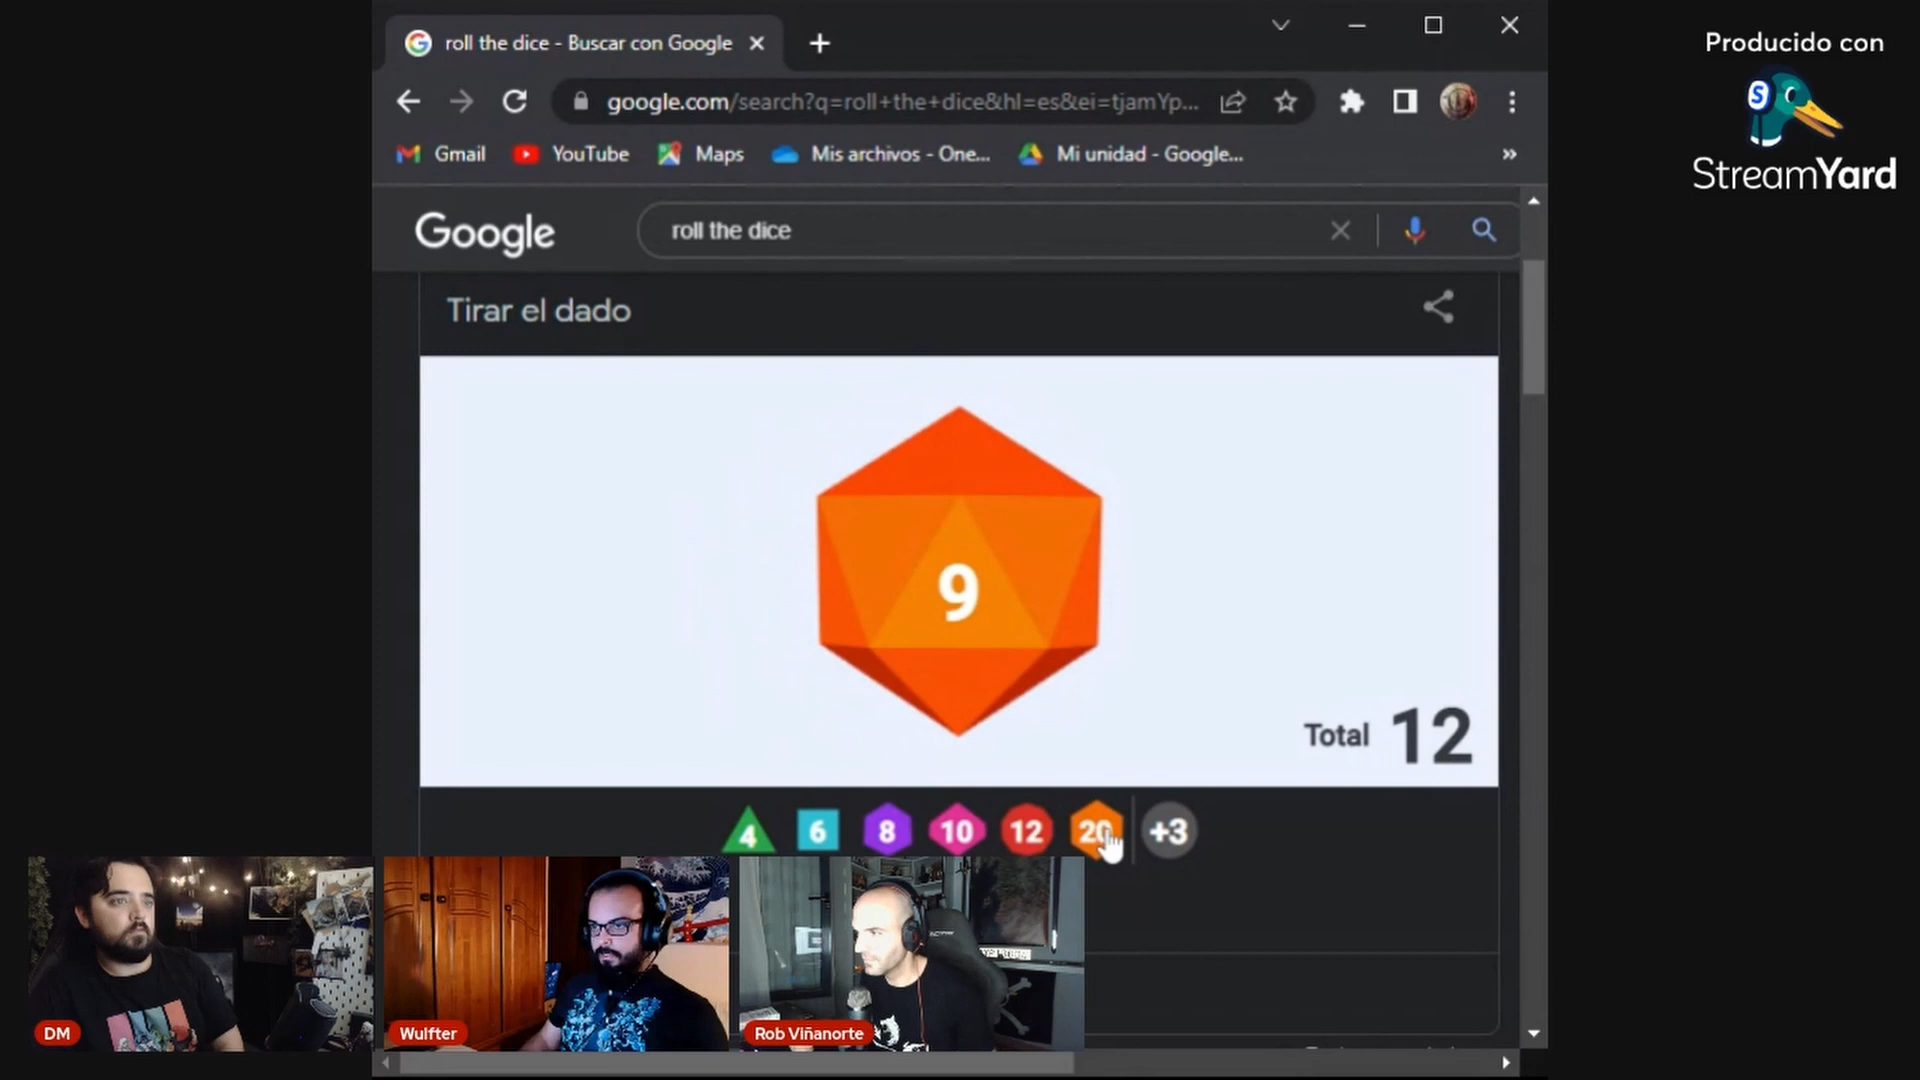 roll the dice - Buscar con Google
google.com/search?q=roll+the+dice&hl=es&ei=tjamYp...
Gmail
YouTube
Maps
Mis archivos - One...
Mi unidad - Google...
»
Google
roll the dice
Tirar el dado
9
Total 12
4
6
8
10
12
20
+3
DM
Wulfter
Rob Viñanorte
Producido con
S
StreamYard